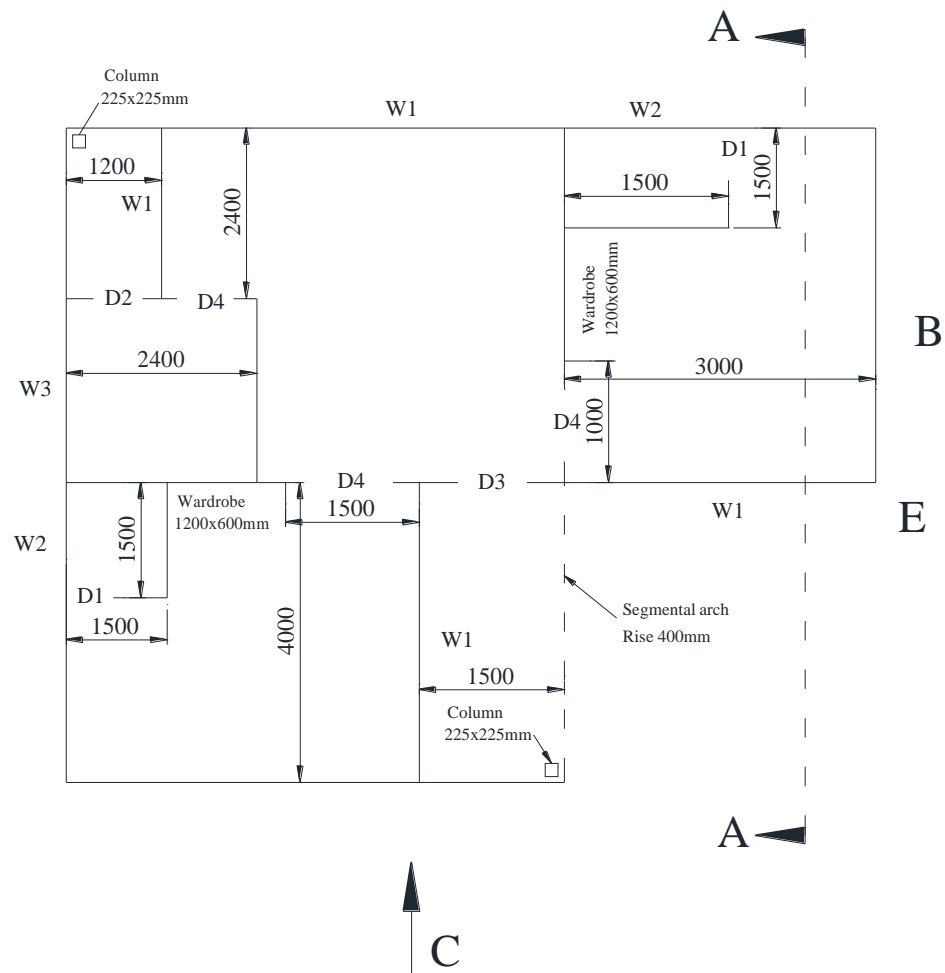 A
Column
225x225mm
W1
W2
D1
1200
1500
1500
W1
2400
Wardrobe
1200x600mm
D2
D4
B
2400
3000
W3
D4
1000
D4
D3
Wardrobe
1200x600mm
1500
W1
E
W2
1500
D1
Segmental arch
Rise 400mm
1500
4000
W1
1500
Column
225x225mm
A
C